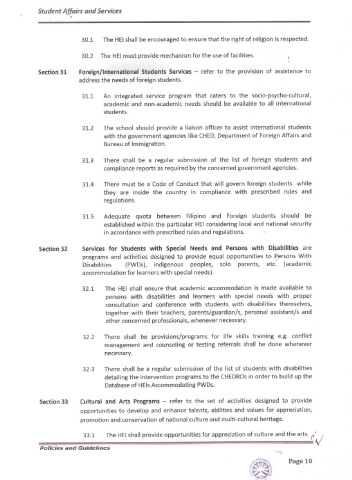 Student Affairs and Services
30.1 The HEI shall be encouraged to ensure that the right of religion is respected.
30.2 The HEI must provide mechanism for the use of facilities.
Section 31 Foreign/International Students Services – refer to the provision of assistance to
address the needs of foreign students.
31.1 An integrated service program that caters to the socio-psycho-cultural,
academic and non-academic needs should be available to all international
students.
31.2 The school should provide a liaison officer to assist international students
with the government agencies like CHED, Department of Foreign Affairs and
Bureau of Immigration.
31.3 There shall be a regular submission of the list of foreign students and
compliance reports as required by the concerned government agencies.
31.4 There must be a Code of Conduct that will govern foreign students while
they are inside the country in compliance with prescribed rules and
regulations.
31.5 Adequate quota between Filipino and Foreign students should be
established within the particular HEI considering local and national security
in accordance with prescribed rules and regulations.
Section 32 Services for Students with Special Needs and Persons with Disabilities are
programs and activities designed to provide equal opportunities to Persons With
Disabilities (PWDs), indigenous peoples, solo parents, etc. (academic
accommodation for learners with special needs).
32.1 The HEI shall ensure that academic accommodation is made available to
persons with disabilities and learners with special needs with proper
consultation and conference with students with disabilities themselves,
together with their teachers, parents/guardian/s, personal assistant/s and
other concerned professionals, whenever necessary.
32.2 There shall be provisions/programs for life skills training e.g. conflict
management and counseling or testing referrals shall be done whenever
necessary.
32.3 There shall be a regular submission of the list of students with disabilities
detailing the intervention programs to the CHEDROs in order to build up the
Database of HEIs Accommodating PWDs.
Section 33 Cultural and Arts Programs – refer to the set of activities designed to provide
opportunities to develop and enhance talents, abilities and values for appreciation,
promotion and conservation of national culture and multi-cultural heritage.
33.1 The HEI shall provide opportunities for appreciation of culture and the arts.
Policies and Guidelines
Page 10